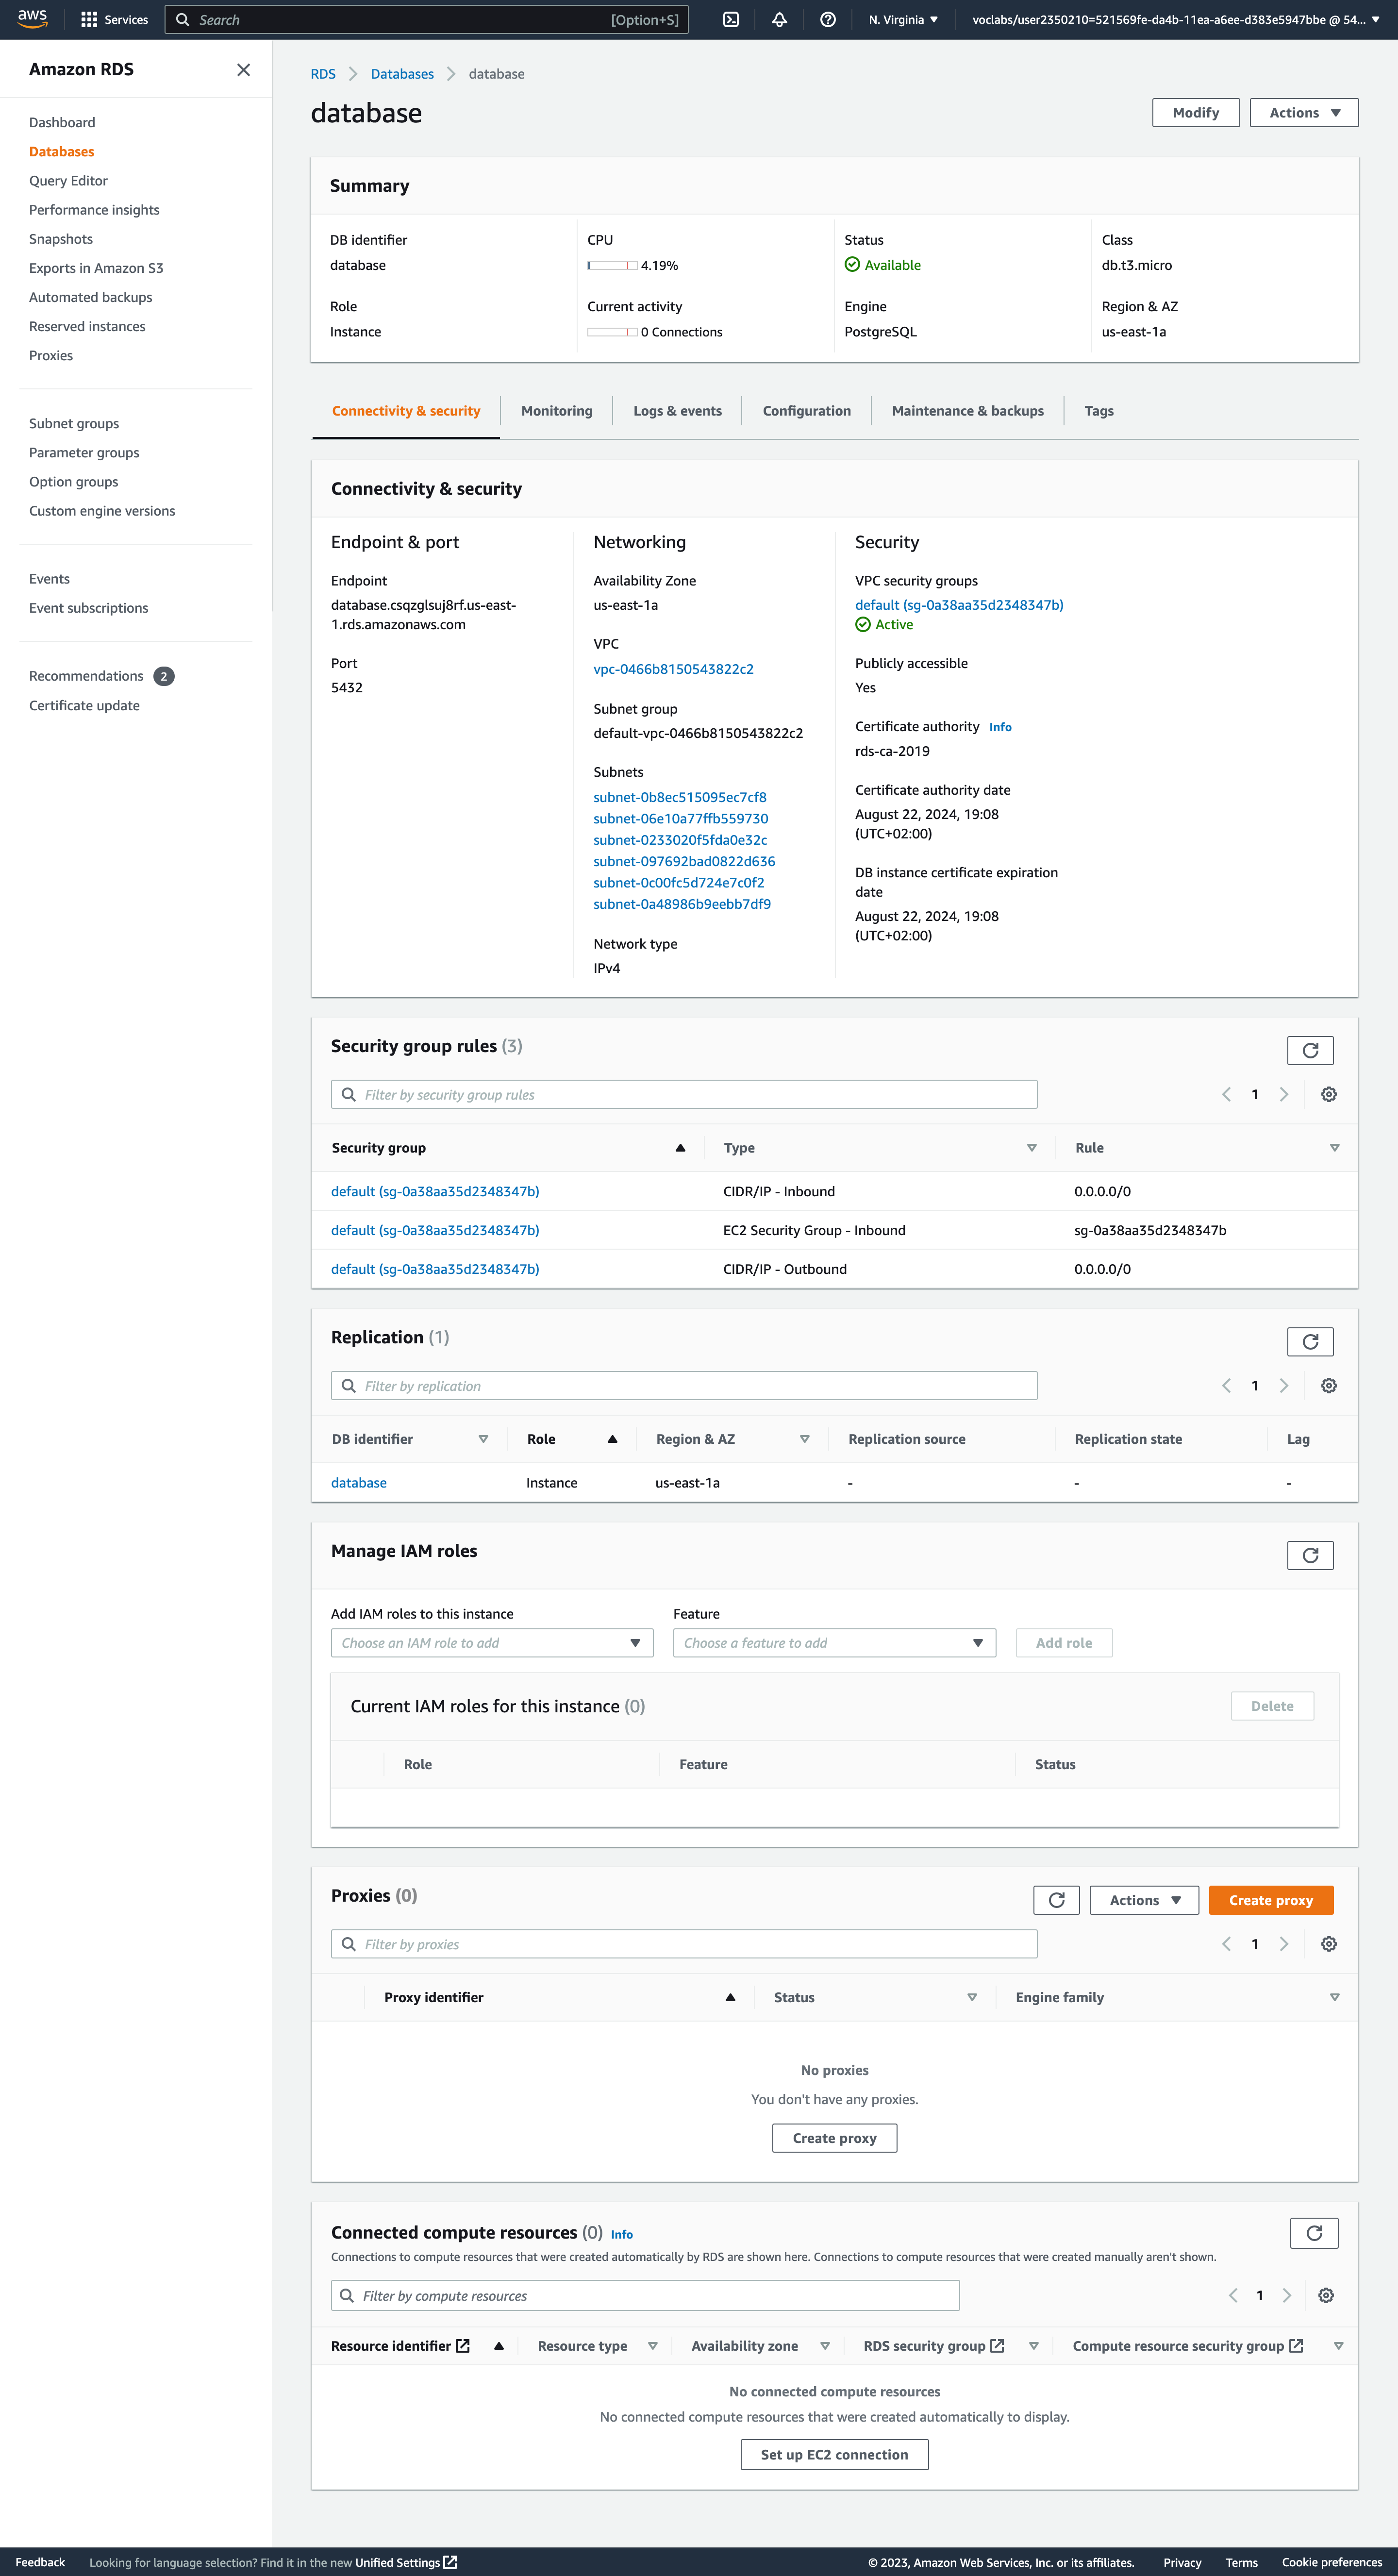 aws
Services
Search
[Option+S]
N. Virginia
voclabs/user2350210=521569fe-da4b-11ea-a6ee-d383e5947bbe @ 54...
Amazon RDS
Dashboard
Databases
Query Editor
Performance insights
Snapshots
Exports in Amazon S3
Automated backups
Reserved instances
Proxies
Subnet groups
Parameter groups
Option groups
Custom engine versions
Events
Event subscriptions
Recommendations 2
Certificate update
RDS Databases database
database
Modify
Actions
Summary
DB identifier
database
CPU
4.19%
Status
Available
Class
db.t3.micro
Role
Instance
Current activity
0 Connections
Engine
PostgreSQL
Region & AZ
us-east-1a
Connectivity & security
Monitoring
Logs & events
Configuration
Maintenance & backups
Tags
Connectivity & security
Endpoint & port
Endpoint
database.csqzglsuj8rf.us-east-
1.rds.amazonaws.com
Port
5432
Networking
Availability Zone
us-east-1a
VPC
vpc-0466b8150543822c2
Subnet group
default-vpc-0466b8150543822c2
Subnets
subnet-0b8ec515095ec7cf8
subnet-06e10a77ffb559730
subnet-0233020f5fda0e32c
subnet-097692bad0822d636
subnet-0c00fc5d724e7c0f2
subnet-0a48986b9eebb7df9
Network type
IPv4
Security
VPC security groups
default (sg-0a38aa35d2348347b)
Active
Publicly accessible
Yes
Certificate authority Info
rds-ca-2019
Certificate authority date
August 22, 2024, 19:08
(UTC+02:00)
DB instance certificate expiration
date
August 22, 2024, 19:08
(UTC+02:00)
Security group rules (3)
Filter by security group rules
1
Security group Type Rule
default (sg-0a38aa35d2348347b) CIDR/IP - Inbound 0.0.0.0/0
default (sg-0a38aa35d2348347b) EC2 Security Group - Inbound sg-0a38aa35d2348347b
default (sg-0a38aa35d2348347b) CIDR/IP - Outbound 0.0.0.0/0
Replication (1)
Filter by replication
1
DB identifier Role Region & AZ Replication source Replication state Lag
database Instance us-east-1a - - -
Manage IAM roles
Add IAM roles to this instance
Choose an IAM role to add
Feature
Choose a feature to add
Add role
Current IAM roles for this instance (0)
Delete
Role Feature Status
Proxies (0)
Actions
Create proxy
Filter by proxies
1
Proxy identifier Status Engine family
No proxies
You don't have any proxies.
Create proxy
Connected compute resources (0) Info
Connections to compute resources that were created automatically by RDS are shown here. Connections to compute resources that were created manually aren't shown.
Filter by compute resources
1
Resource identifier Resource type Availability zone RDS security group Compute resource security group
No connected compute resources
No connected compute resources that were created automatically to display.
Set up EC2 connection
Feedback
Looking for language selection? Find it in the new Unified Settings
© 2023, Amazon Web Services, Inc. or its affiliates.
Privacy
Terms
Cookie preferences